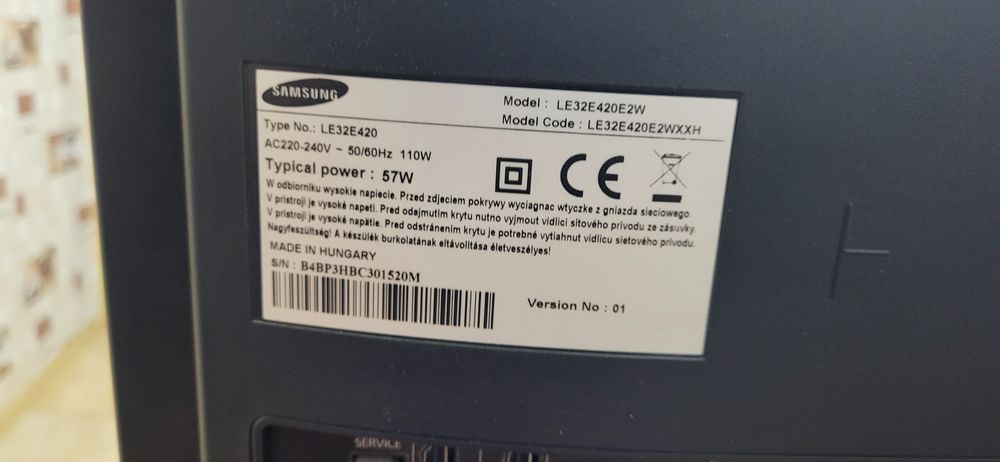 SAMSUNG
Model : LE32E420E2W
Model Code : LE32E420E2WXXH
Type No.: LE32E420
AC220-240V ~ 50/60Hz 110W
Typical power : 57W
CE
W odbiorniku wysokie napiecie. Przed zdjeciem pokrywy wyciagnac wtyczke z gniazda sieciowego.
V prístroji je vysoké napetí. Pred odejmutím krytu nutno vyjmout vidlici sítového prívodu ze zásuvky.
V prístroji je vysoké napätie. Pred odstránením krytu je potrebné vytiahnut vidlicu sietového prívodu.
Nagyfeszültség! A készülék burkolatának eltávolítása életveszélyes!
MADE IN HUNGARY
S/N : B4BP3HBC301520M
Version No : 01
SERVICE